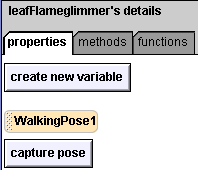 leafFlameglimmer's details
properties methods functions
create new variable
WalkingPose1
capture pose